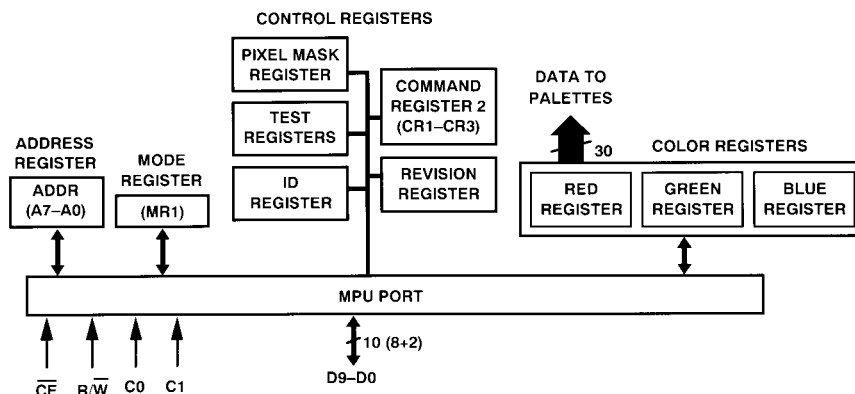 CONTROL REGISTERS
PIXEL MASK
REGISTER
COMMAND
REGISTER 2
(CR1–CR3)
TEST
REGISTERS
ID
REGISTER
REVISION
REGISTER
ADDRESS
REGISTER
ADDR
(A7–A0)
MODE
REGISTER
(MR1)
DATA TO
PALETTES
30
COLOR REGISTERS
RED
REGISTER
GREEN
REGISTER
BLUE
REGISTER
MPU PORT
10 (8+2)
CE
R/W
C0
C1
D9–D0